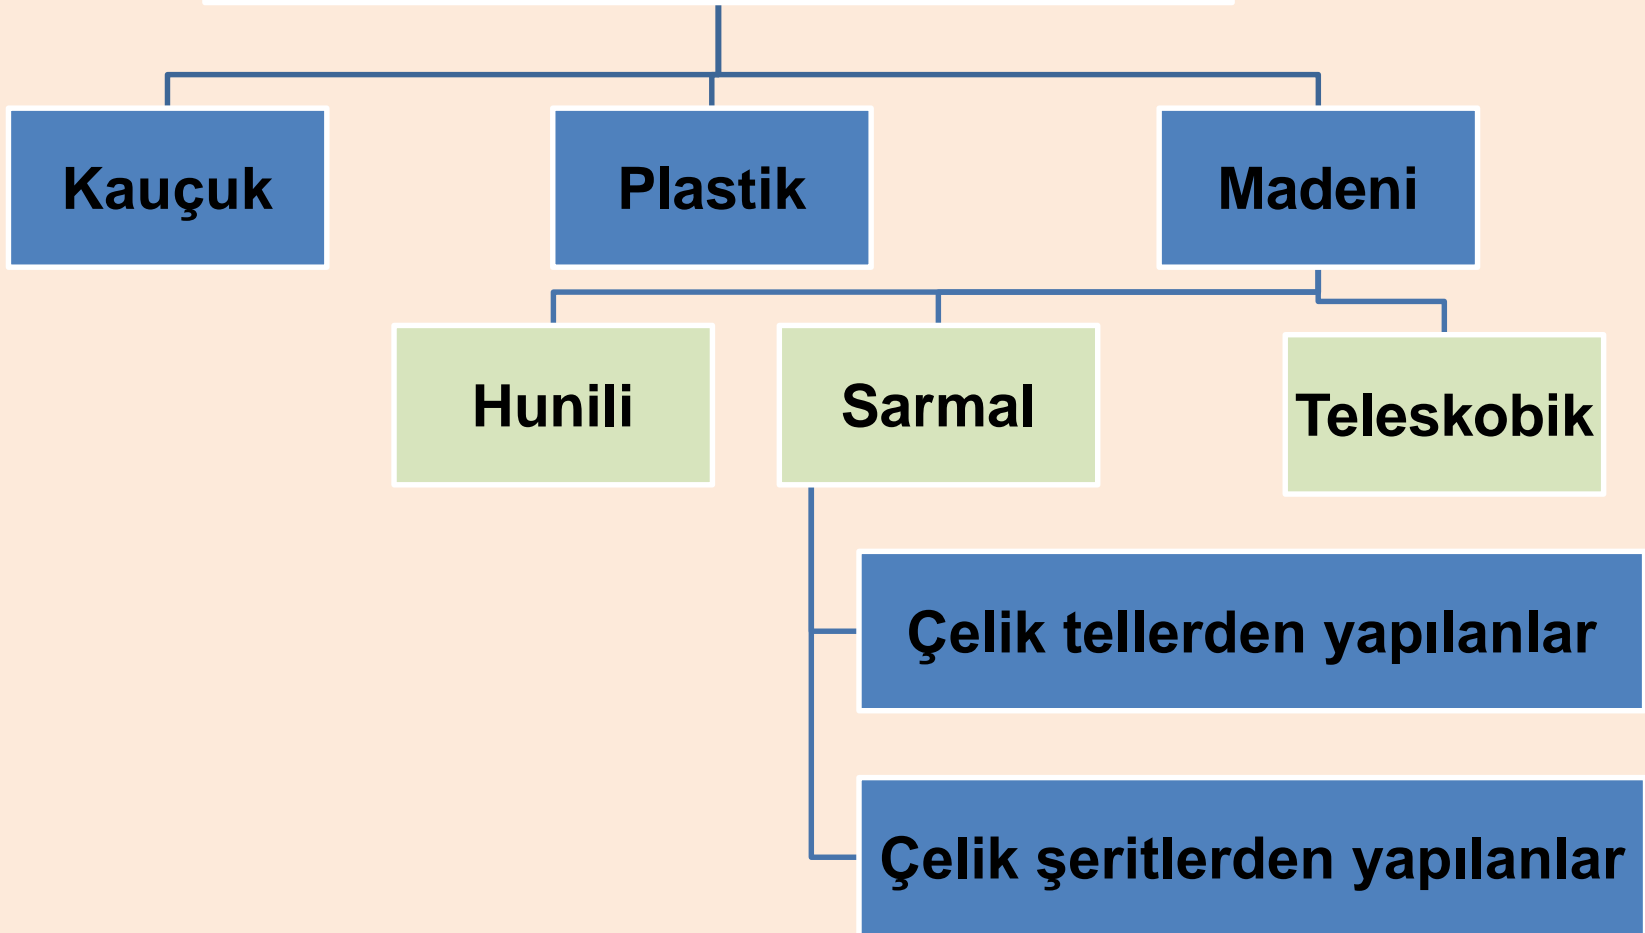 Kauçuk
Plastik
Madeni
Hunili
Sarmal
Teleskobik
Çelik tellerden yapılanlar
Çelik şeritlerden yapılanlar